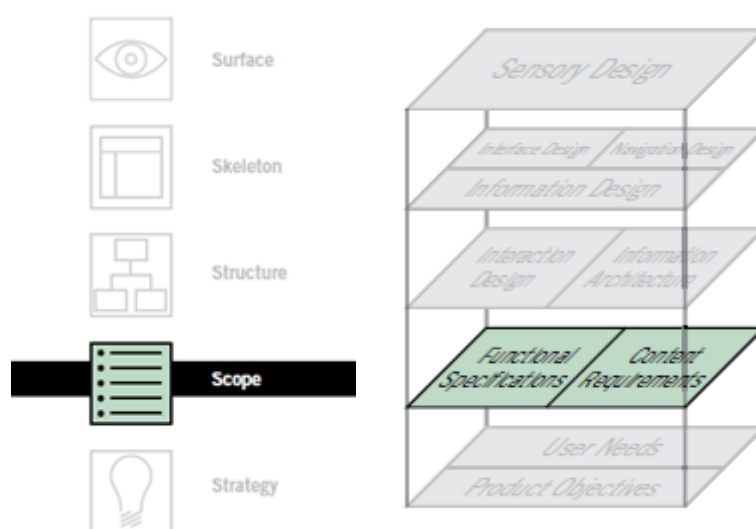 Surface
Skeleton
Structure
Scope
Strategy
Sensory Design
Interface Design
Navigation Design
Information Design
Interaction
Design
Information
Architecture
Functional
Specifications
Content
Requirements
User Needs
Product Objectives